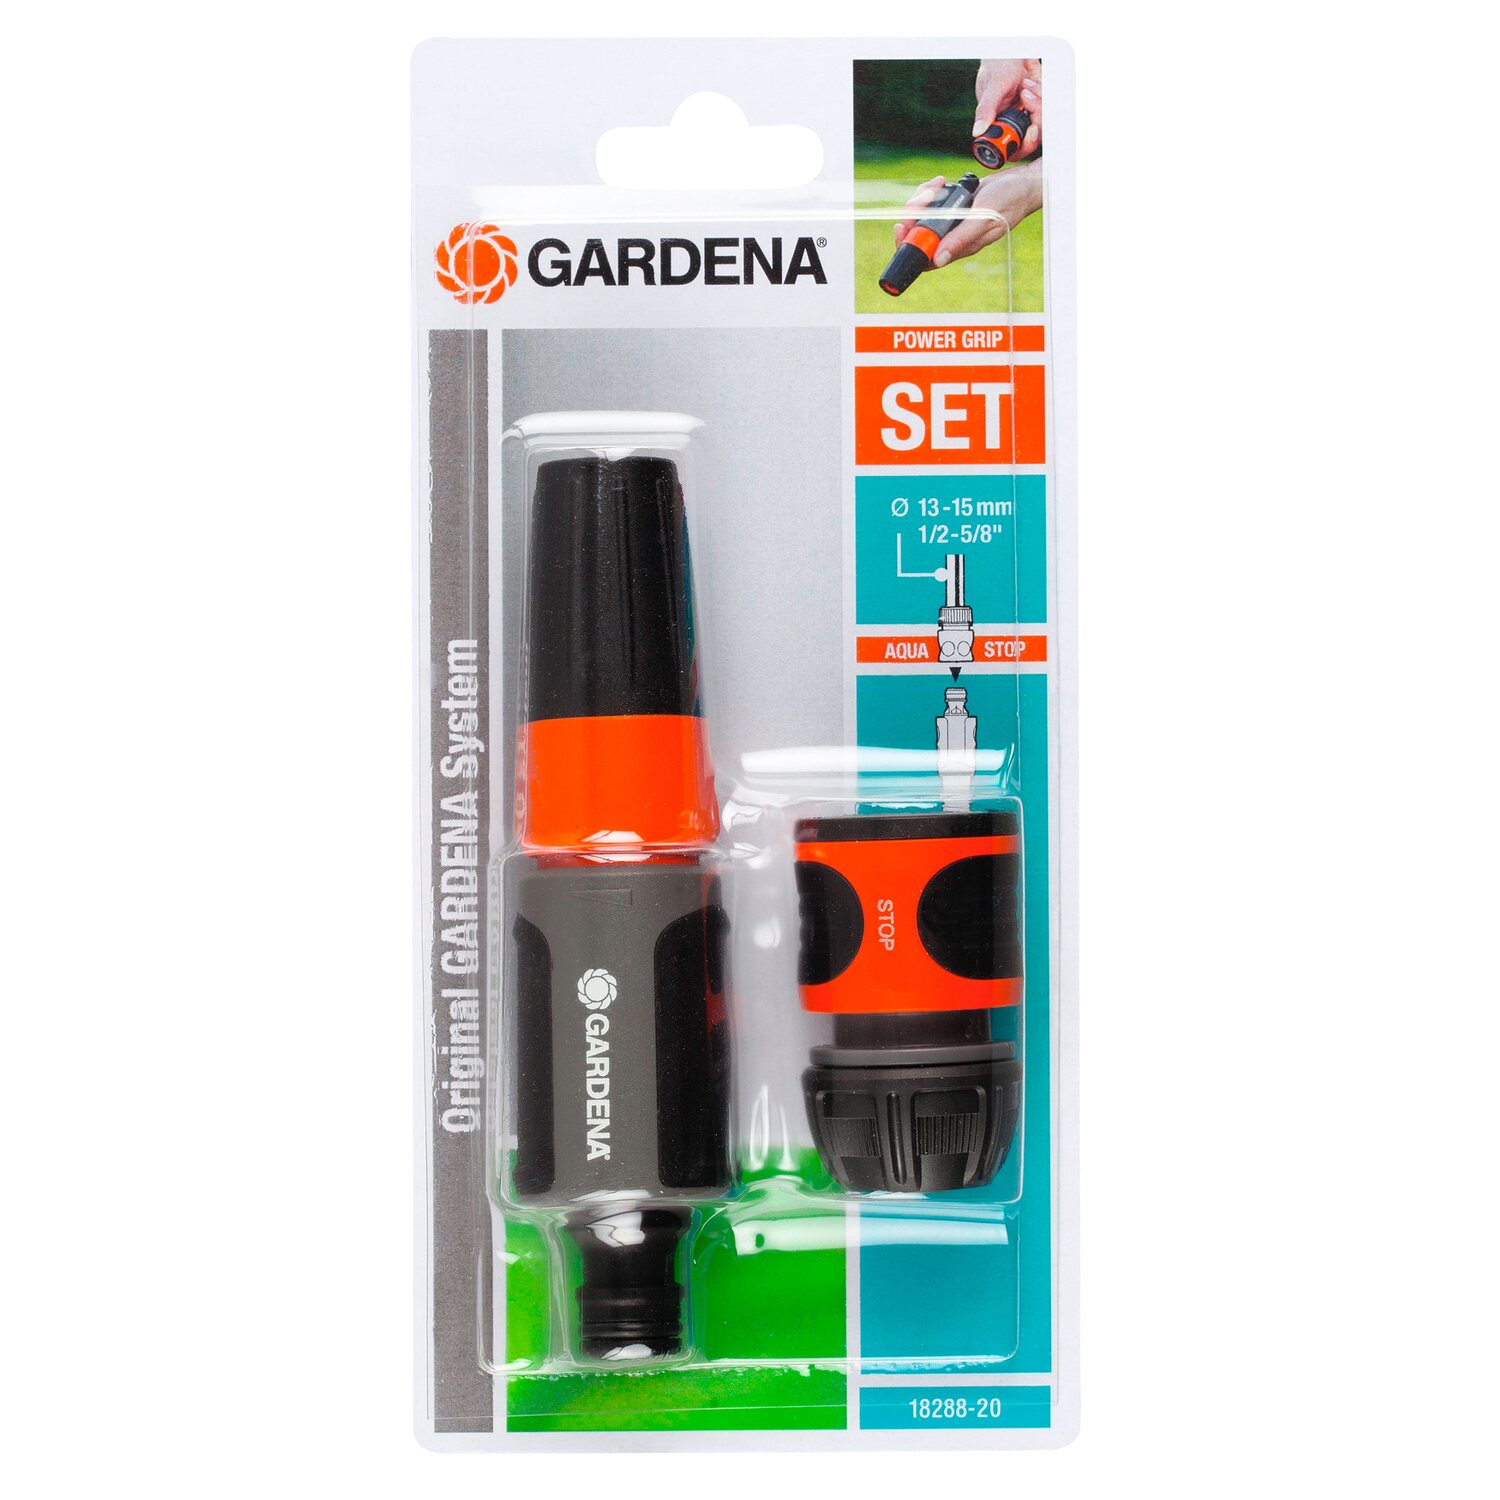 GARDENA®
POWER GRIP
SET
Ø 13-15 mm
1/2-5/8"
AQUA STOP
Original GARDENA System
STOP
GARDENA®
18288-20